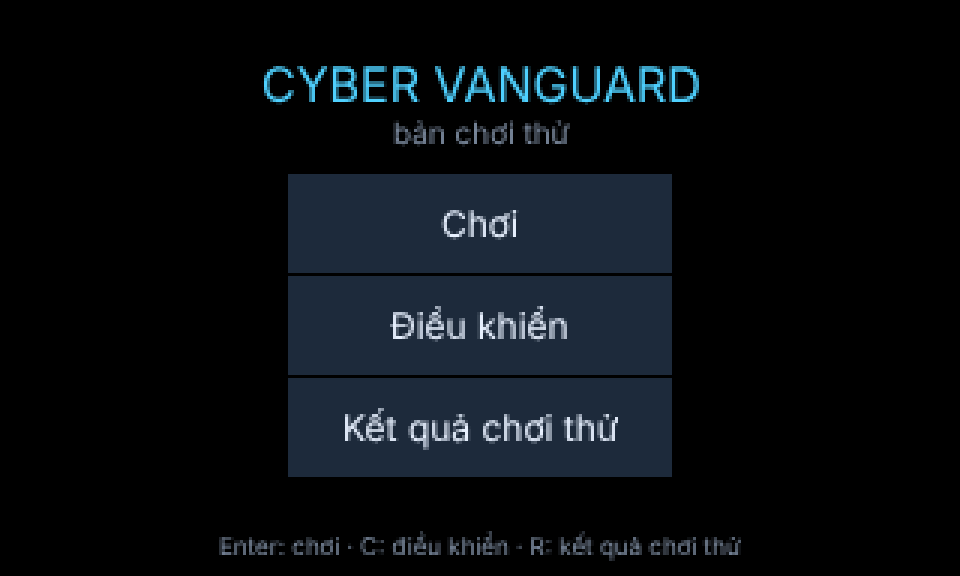 CYBER VANGUARD
bản chơi thử
Chơi
Điều khiển
Kết quả chơi thử
Enter: chơi · C: điều khiển · R: kết quả chơi thử